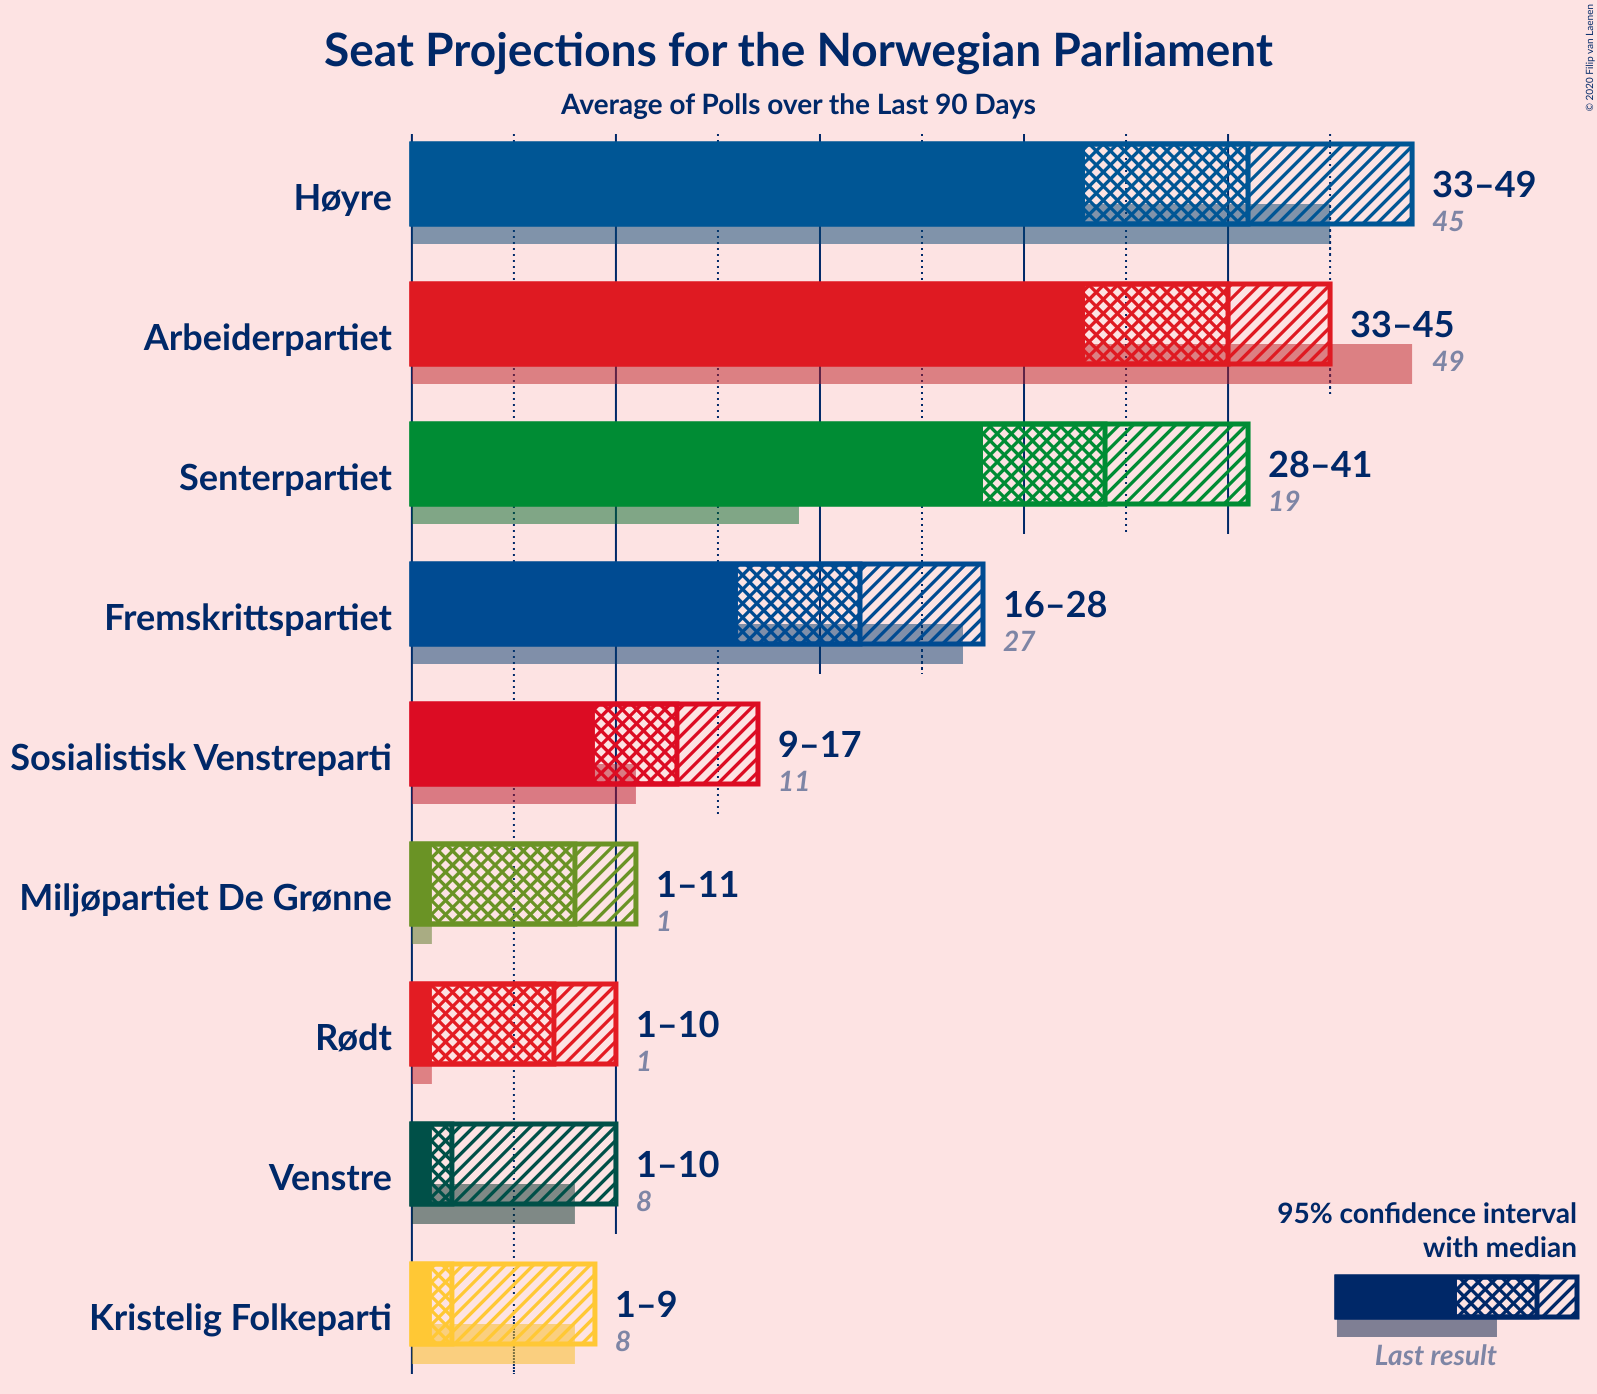 Seat Projections for the Norwegian Parliament
Average of Polls over the Last 90 Days
© 2020 Filip van Laenen
Høyre
33–49
45
Arbeiderpartiet
33–45
49
Senterpartiet
28–41
19
Fremskrittspartiet
16–28
27
Sosialistisk Venstreparti
9–17
11
Miljøpartiet De Grønne
1–11
1
Rødt
1–10
1
Venstre
1–10
8
Kristelig Folkeparti
1–9
8
95% confidence interval
with median
Last result